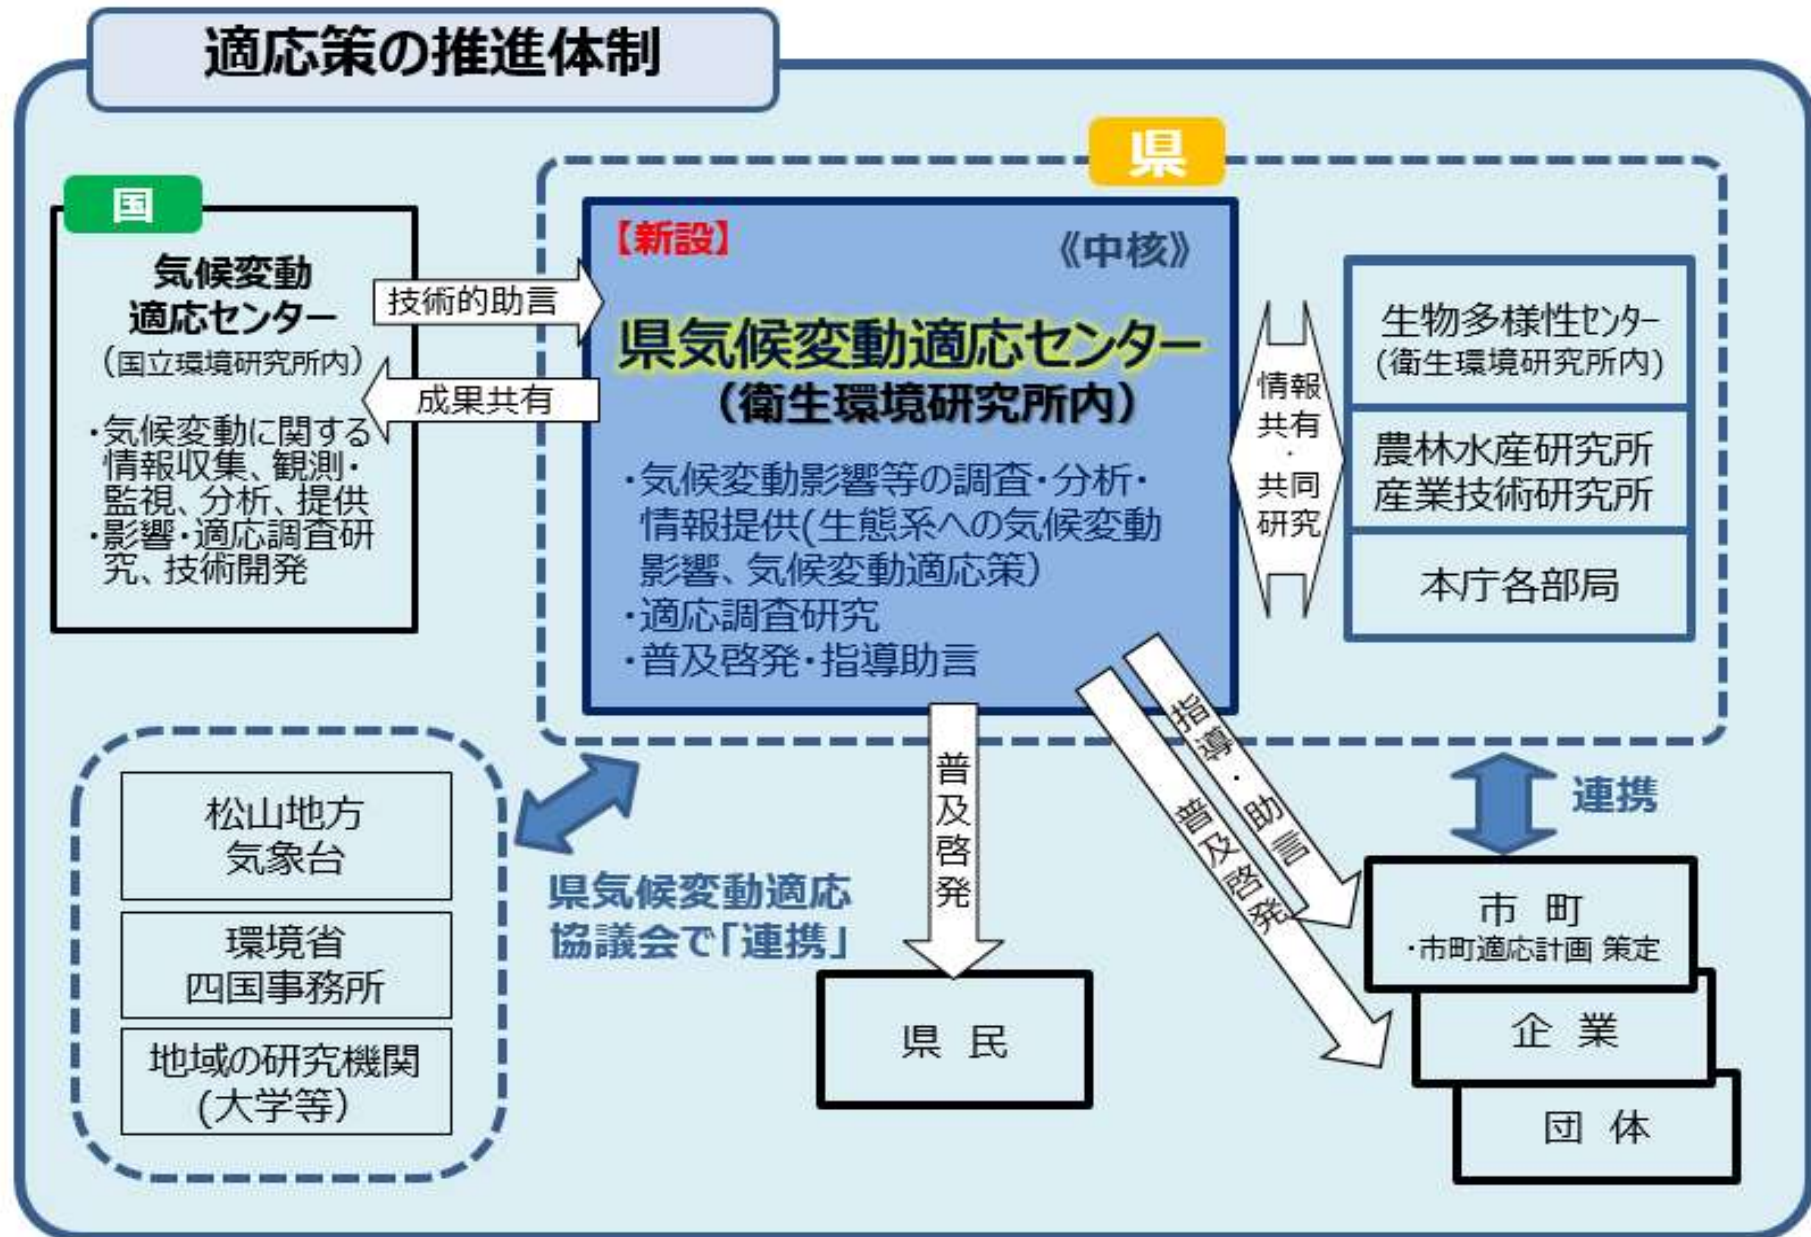 適応策の推進体制
国
気候変動
適応センター
（国立環境研究所内）
・気候変動に関する
情報収集、観測・
監視、分析、提供
・影響・適応調査研
究、技術開発
技術的助言
成果共有
県
【新設】
《中核》
県気候変動適応センター
（衛生環境研究所内）
・気候変動影響等の調査・分析・
情報提供(生態系への気候変動
影響、気候変動適応策）
・適応調査研究
・普及啓発・指導助言
情報
共有
・
共同
研究
生物多様性ｾﾝﾀｰ
(衛生環境研究所内)
農林水産研究所
産業技術研究所
本庁各部局
松山地方
気象台
環境省
四国事務所
地域の研究機関
(大学等）
県気候変動適応
協議会で「連携」
普及啓発
県 民
指導・助言
普及啓発
連携
市 町
・市町適応計画 策定
企 業
団 体